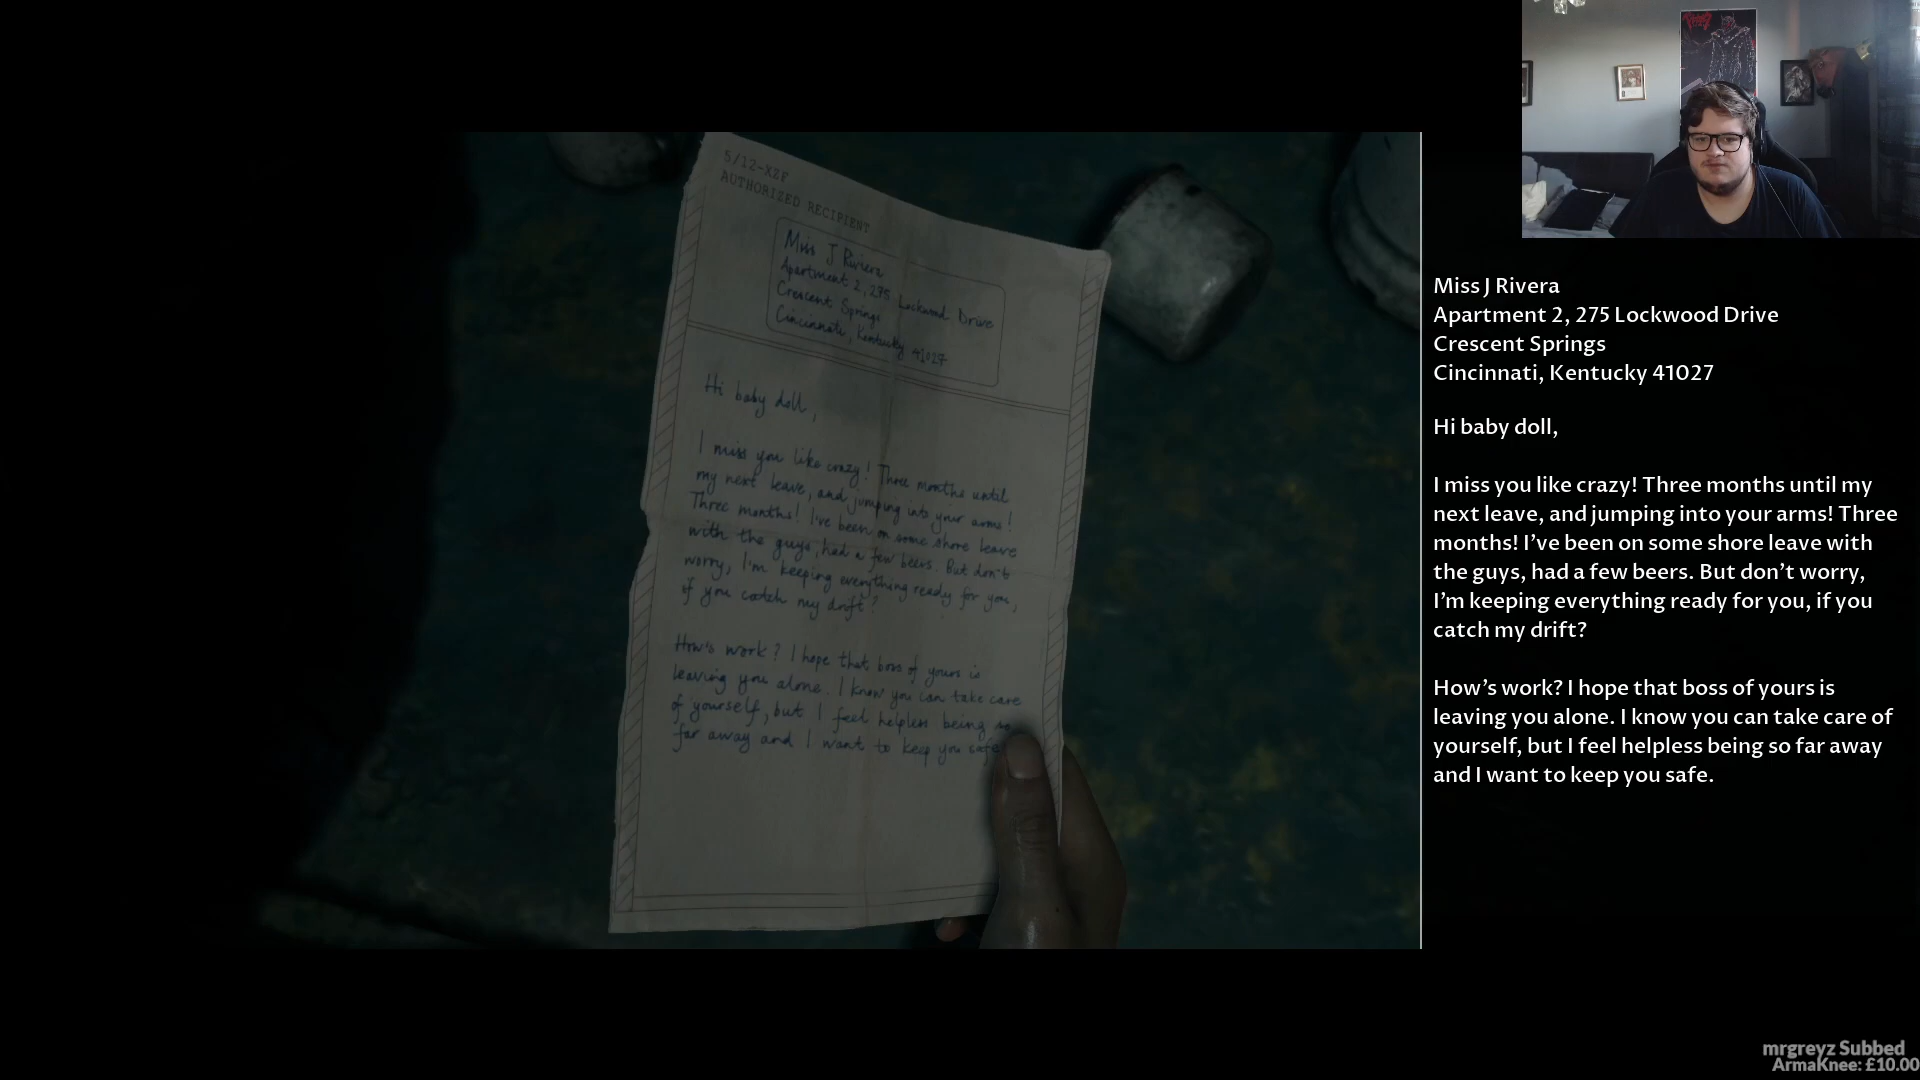 5/12-XZF
AUTHORIZED RECIPIENT
Miss J Rivera
Apartment 2, 275 Lockwood Drive
Crescent Springs
Cincinnati, Kentucky 41027
Hi baby doll,
I miss you like crazy! Three months until
my next leave, and jumping into your arms!
Three months! I've been on some shore leave
with the guys, had a few beers. But don't
worry, I'm keeping everything ready for you,
if you catch my drift?
How's work? I hope that boss of yours is
leaving you alone. I know you can take care
of yourself, but I feel helpless being so
far away and I want to keep you safe
Miss J Rivera
Apartment 2, 275 Lockwood Drive
Crescent Springs
Cincinnati, Kentucky 41027
Hi baby doll,
I miss you like crazy! Three months until my
next leave, and jumping into your arms! Three
months! I've been on some shore leave with
the guys, had a few beers. But don't worry,
I'm keeping everything ready for you, if you
catch my drift?
How's work? I hope that boss of yours is
leaving you alone. I know you can take care of
yourself, but I feel helpless being so far away
and I want to keep you safe.
mrgreyz Subbed
ArmaKnee: £10.00